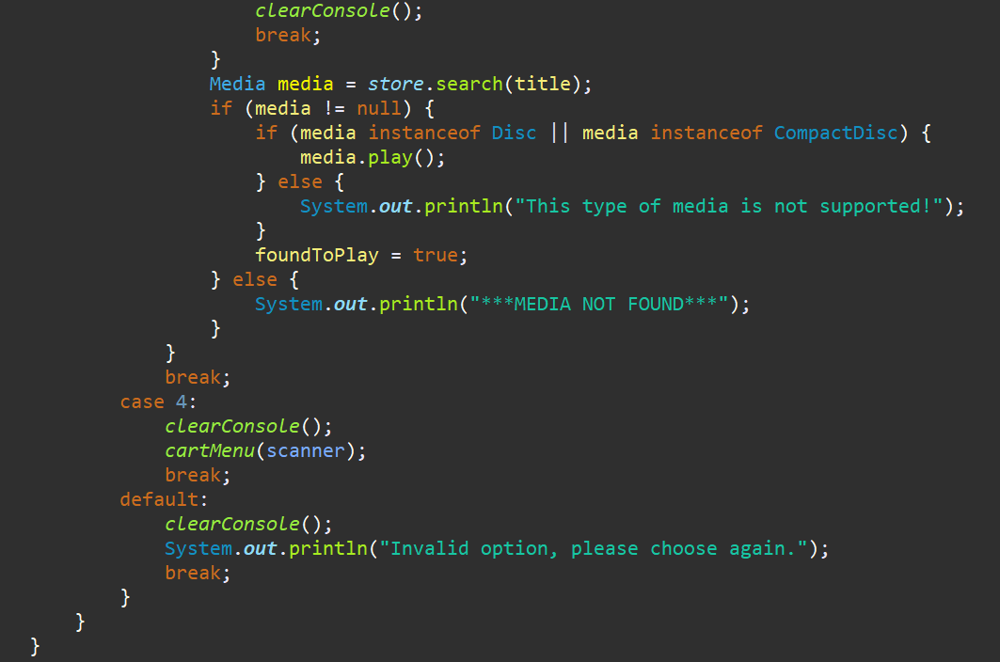 clearConsole();
break;
}
Media media = store.search(title);
if (media != null) {
if (media instanceof Disc || media instanceof CompactDisc) {
media.play();
} else {
System.out.println("This type of media is not supported!");
}
foundToPlay = true;
} else {
System.out.println("***MEDIA NOT FOUND***");
}
}
break;
case 4:
clearConsole();
cartMenu(scanner);
break;
default:
clearConsole();
System.out.println("Invalid option, please choose again.");
break;
}
}
}